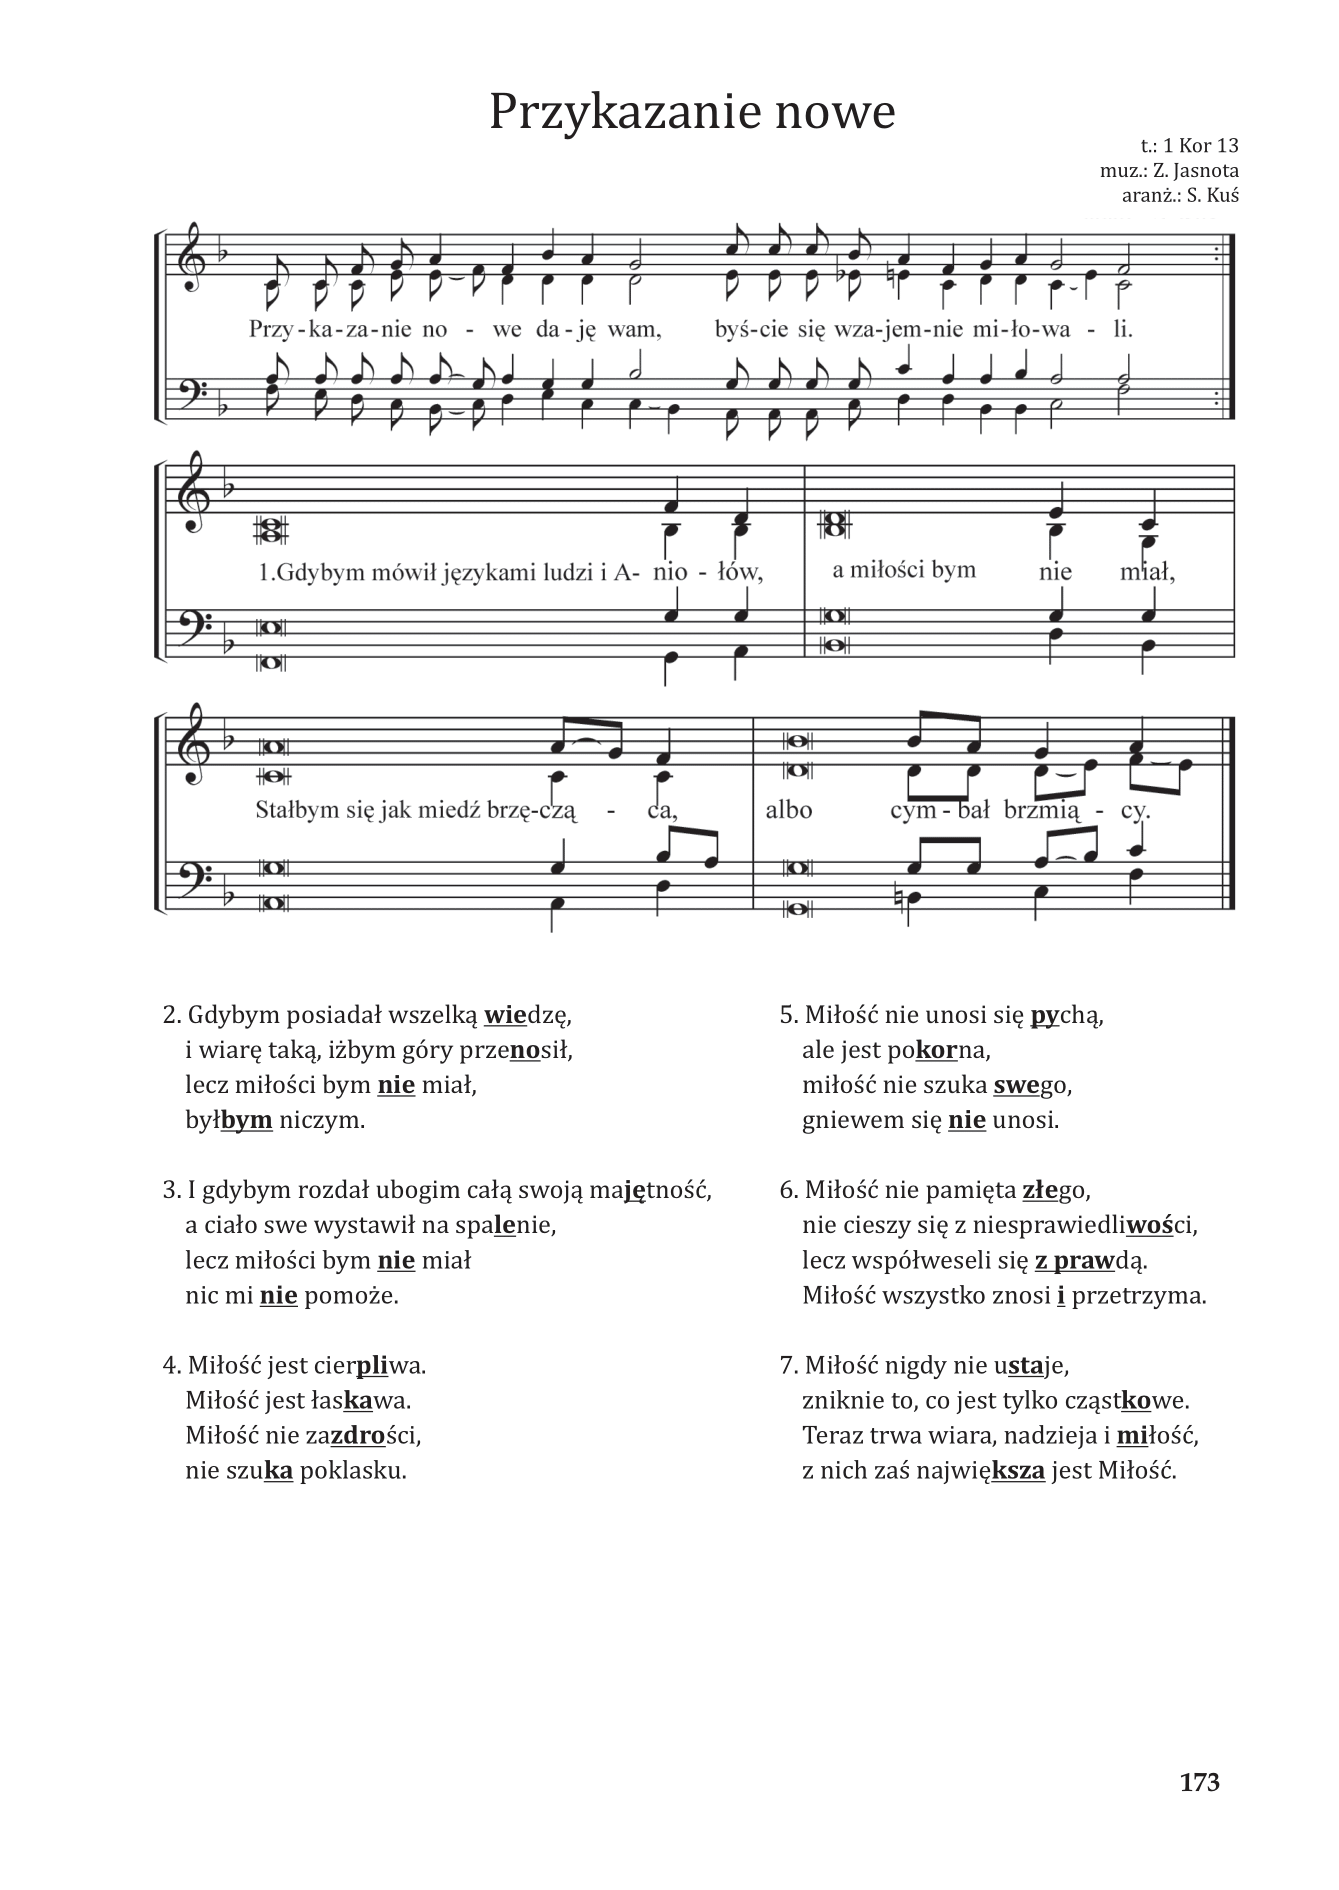 Przykazanie nowe
t.: 1 Kor 13
muz.: Z. Jasnota
aranż.: S. Kuś
Przy-ka-za-nie no - we da-ję wam, byś-cie się wza-jem-nie mi-ło-wa - li.
1.Gdybym mówił językami ludzi i A- nio - łów, a miłości bym nie miał,
Stałbym się jak miedź brzę-czą - ca, albo cym - bał brzmią - cy.
2. Gdybym posiadał wszelką wiedzę,
i wiarę taką, iżbym góry przenosił,
lecz miłości bym nie miał,
byłbym niczym.
3. I gdybym rozdał ubogim całą swoją majętność,
a ciało swe wystawił na spalenie,
lecz miłości bym nie miał
nic mi nie pomoże.
4. Miłość jest cierpliwa.
Miłość jest łaskawa.
Miłość nie zazdrości,
nie szuka poklasku.
5. Miłość nie unosi się pychą,
ale jest pokorna,
miłość nie szuka swego,
gniewem się nie unosi.
6. Miłość nie pamięta złego,
nie cieszy się z niesprawiedliwości,
lecz współweseli się z prawdą.
Miłość wszystko znosi i przetrzyma.
7. Miłość nigdy nie ustaje,
zniknie to, co jest tylko cząstkowe.
Teraz trwa wiara, nadzieja i miłość,
z nich zaś największa jest Miłość.
173